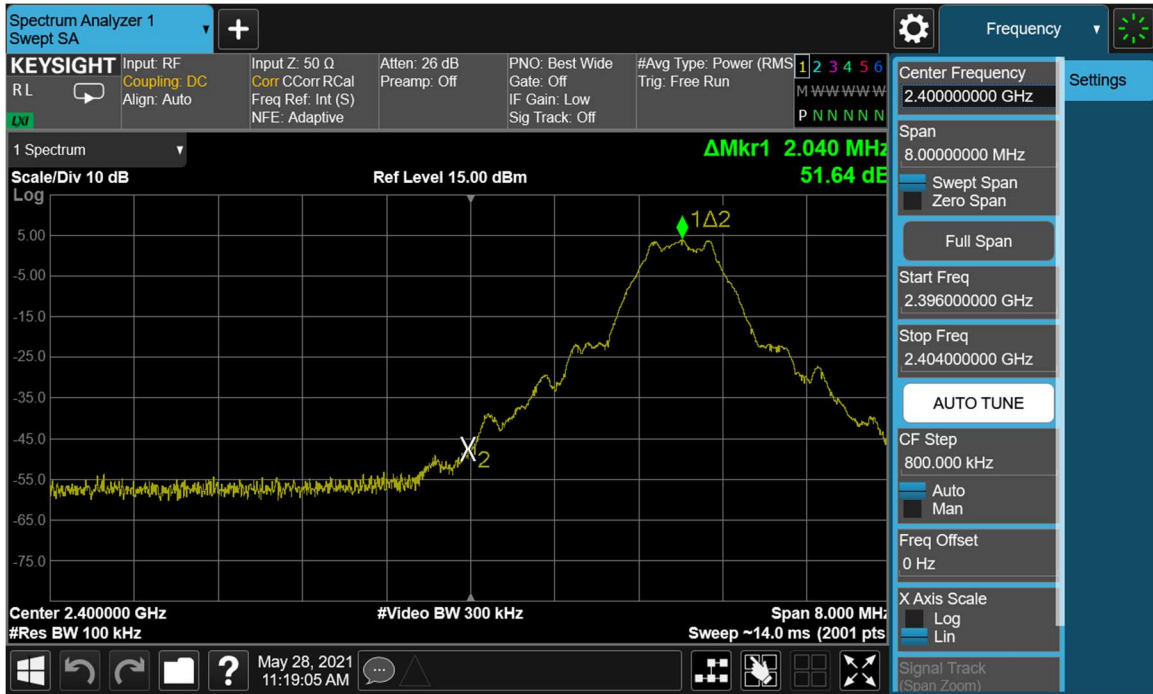 Spectrum Analyzer 1
Swept SA
+
Frequency
KEYSIGHT
R L
LXI
Input: RF
Coupling: DC
Align: Auto
Input Z: 50 Ω
Corr CCorr RCal
Freq Ref: Int (S)
NFE: Adaptive
Atten: 26 dB
Preamp: Off
PNO: Best Wide
Gate: Off
IF Gain: Low
Sig Track: Off
#Avg Type: Power (RMS
Trig: Free Run
1 2 3 4 5 6
M W W W W W
P N N N N N
1 Spectrum
Scale/Div 10 dB
Log
Ref Level 15.00 dBm
ΔMkr1 2.040 MHz
51.64 dB
1Δ2
X2
5.00
-5.00
-15.0
-25.0
-35.0
-45.0
-55.0
-65.0
-75.0
Center 2.400000 GHz
#Res BW 100 kHz
#Video BW 300 kHz
Span 8.000 MHz
Sweep ~14.0 ms (2001 pts
Center Frequency
2.400000000 GHz
Settings
Span
8.00000000 MHz
Swept Span
Zero Span
Full Span
Start Freq
2.396000000 GHz
Stop Freq
2.404000000 GHz
AUTO TUNE
CF Step
800.000 kHz
Auto
Man
Freq Offset
0 Hz
X Axis Scale
Log
Lin
Signal Track
(Span Zoom)
?
May 28, 2021
11:19:05 AM